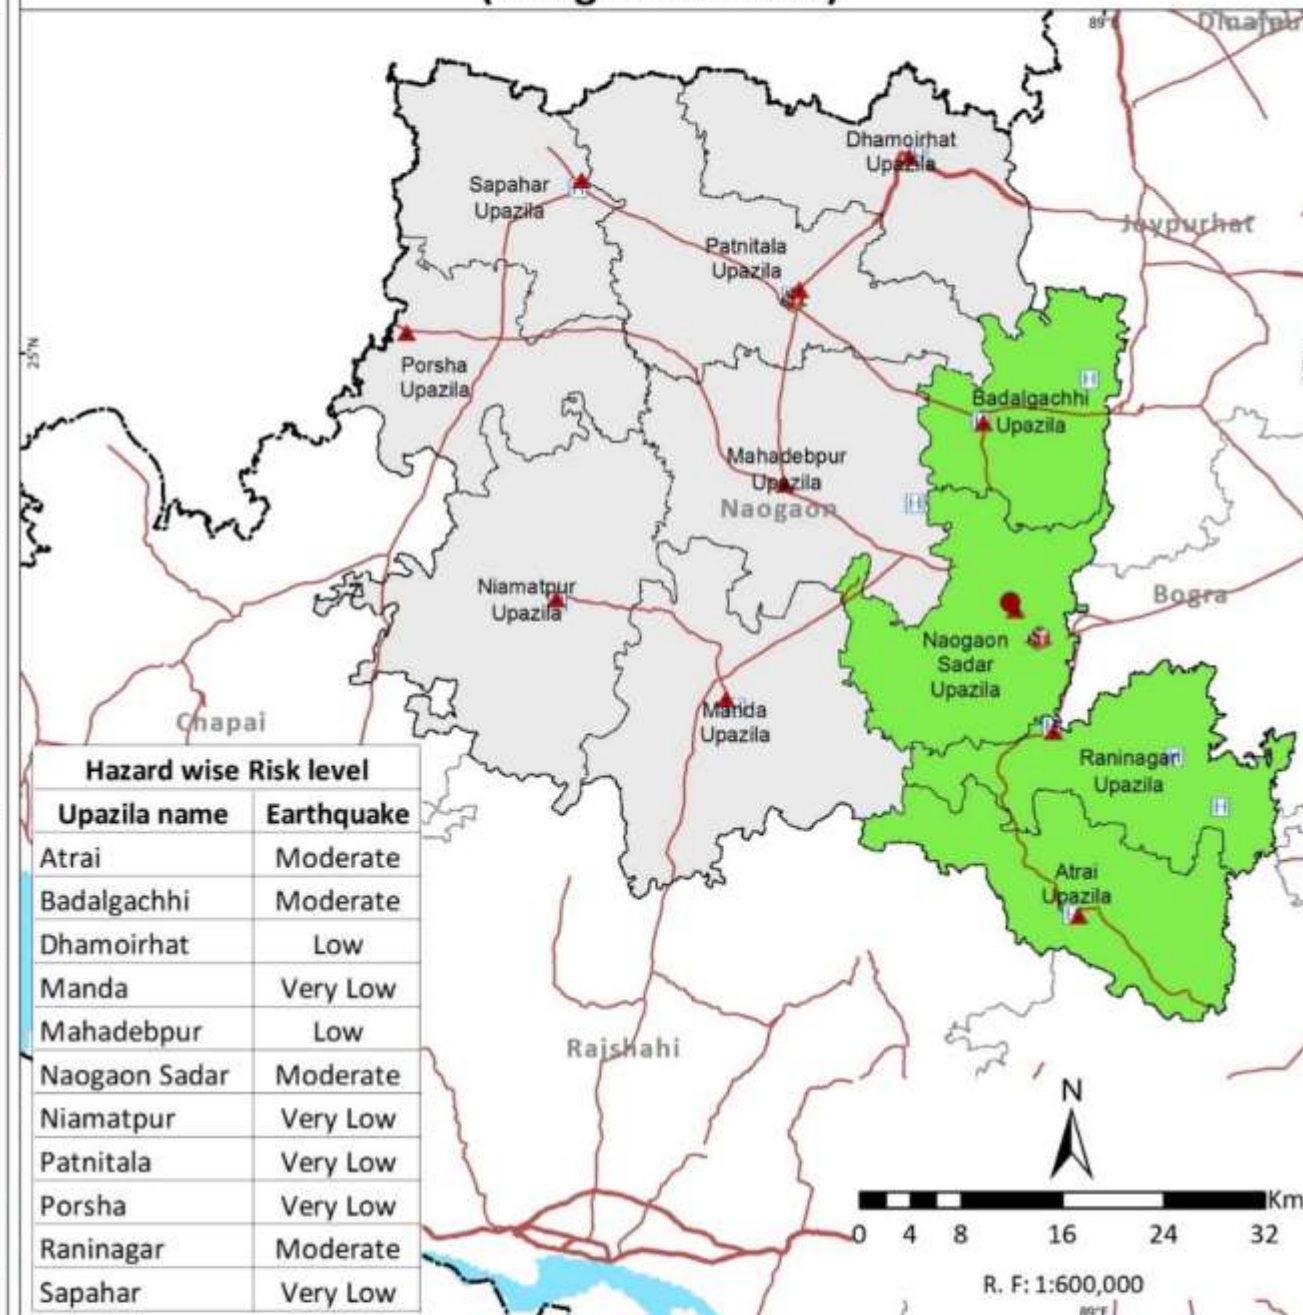 89°E
Dinajpu
Dhamoirhat
Upazila
Sapahar
Upazila
Joypurhat
Patnitala
Upazila
25°N
Porsha
Upazila
Badalgachhi
Upazila
Mahadebpur
Upazila
Naogaon
Niamatpur
Upazila
Bogra
Naogaon
Sadar
Upazila
Manda
Upazila
Chapai
Raninagar
Upazila
Atrai
Upazila
Hazard wise Risk level
Upazila name Earthquake
Atrai Moderate
Badalgachhi Moderate
Dhamoirhat Low
Manda Very Low
Mahadebpur Low
Naogaon Sadar Moderate
Niamatpur Very Low
Patnitala Very Low
Porsha Very Low
Raninagar Moderate
Sapahar Very Low
Rajshahi
N
Km
0 4 8 16 24 32
R. F: 1:600,000
89°E